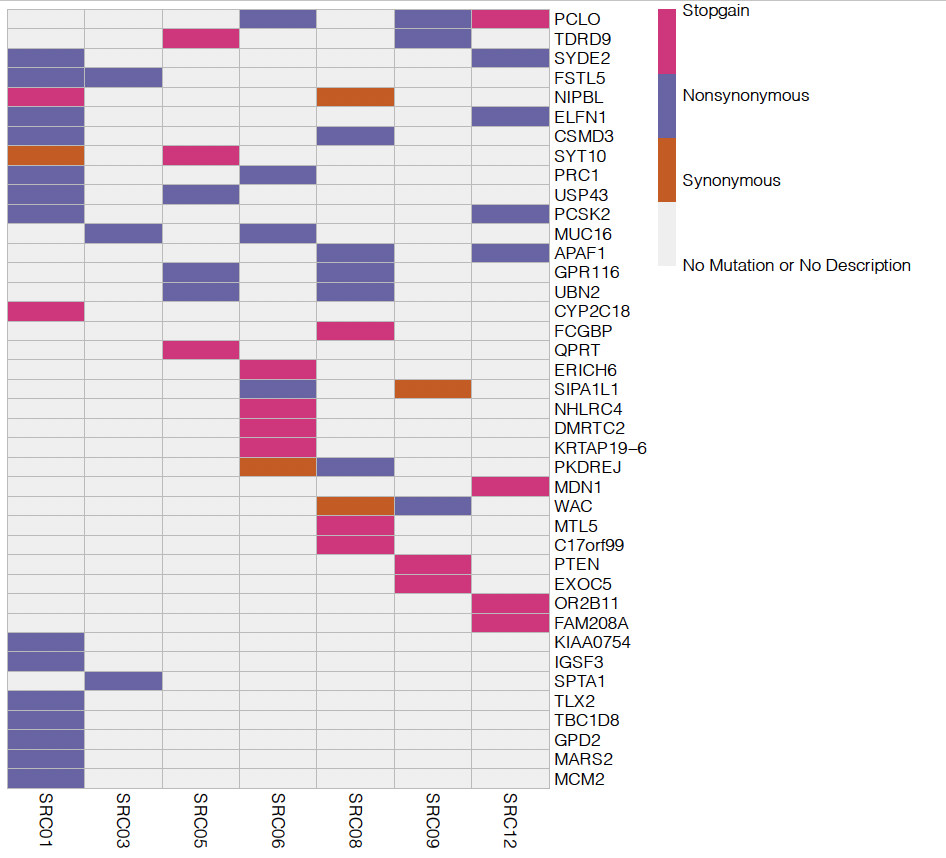 PCLO
TDRD9
SYDE2
FSTL5
NIPBL
ELFN1
CSMD3
SYT10
PRC1
USP43
PCSK2
MUC16
APAF1
GPR116
UBN2
CYP2C18
FCGBP
QPRT
ERICH6
SIPA1L1
NHLRC4
DMRTC2
KRTAP19–6
PKDREJ
MDN1
WAC
MTL5
C17orf99
PTEN
EXOC5
OR2B11
FAM208A
KIAA0754
IGSF3
SPTA1
TLX2
TBC1D8
GPD2
MARS2
MCM2
SRC01
SRC03
SRC05
SRC06
SRC08
SRC09
SRC12
Stopgain
Nonsynonymous
Synonymous
No Mutation or No Description